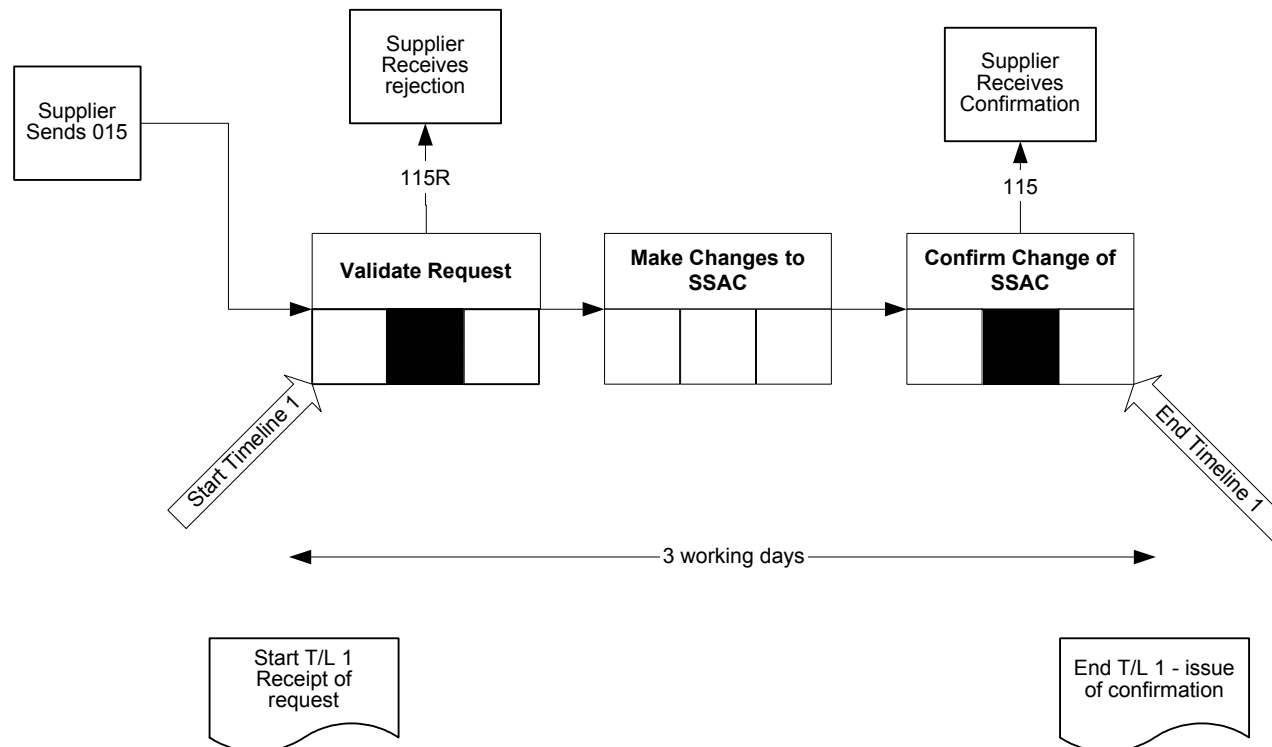 Supplier
Receives
rejection
Supplier
Receives
Confirmation
Supplier
Sends 015
115R
115
Validate Request
Make Changes to
SSAC
Confirm Change of
SSAC
Start Timeline 1
End Timeline 1
3 working days
Start T/L 1
Receipt of
request
End T/L 1 - issue
of confirmation